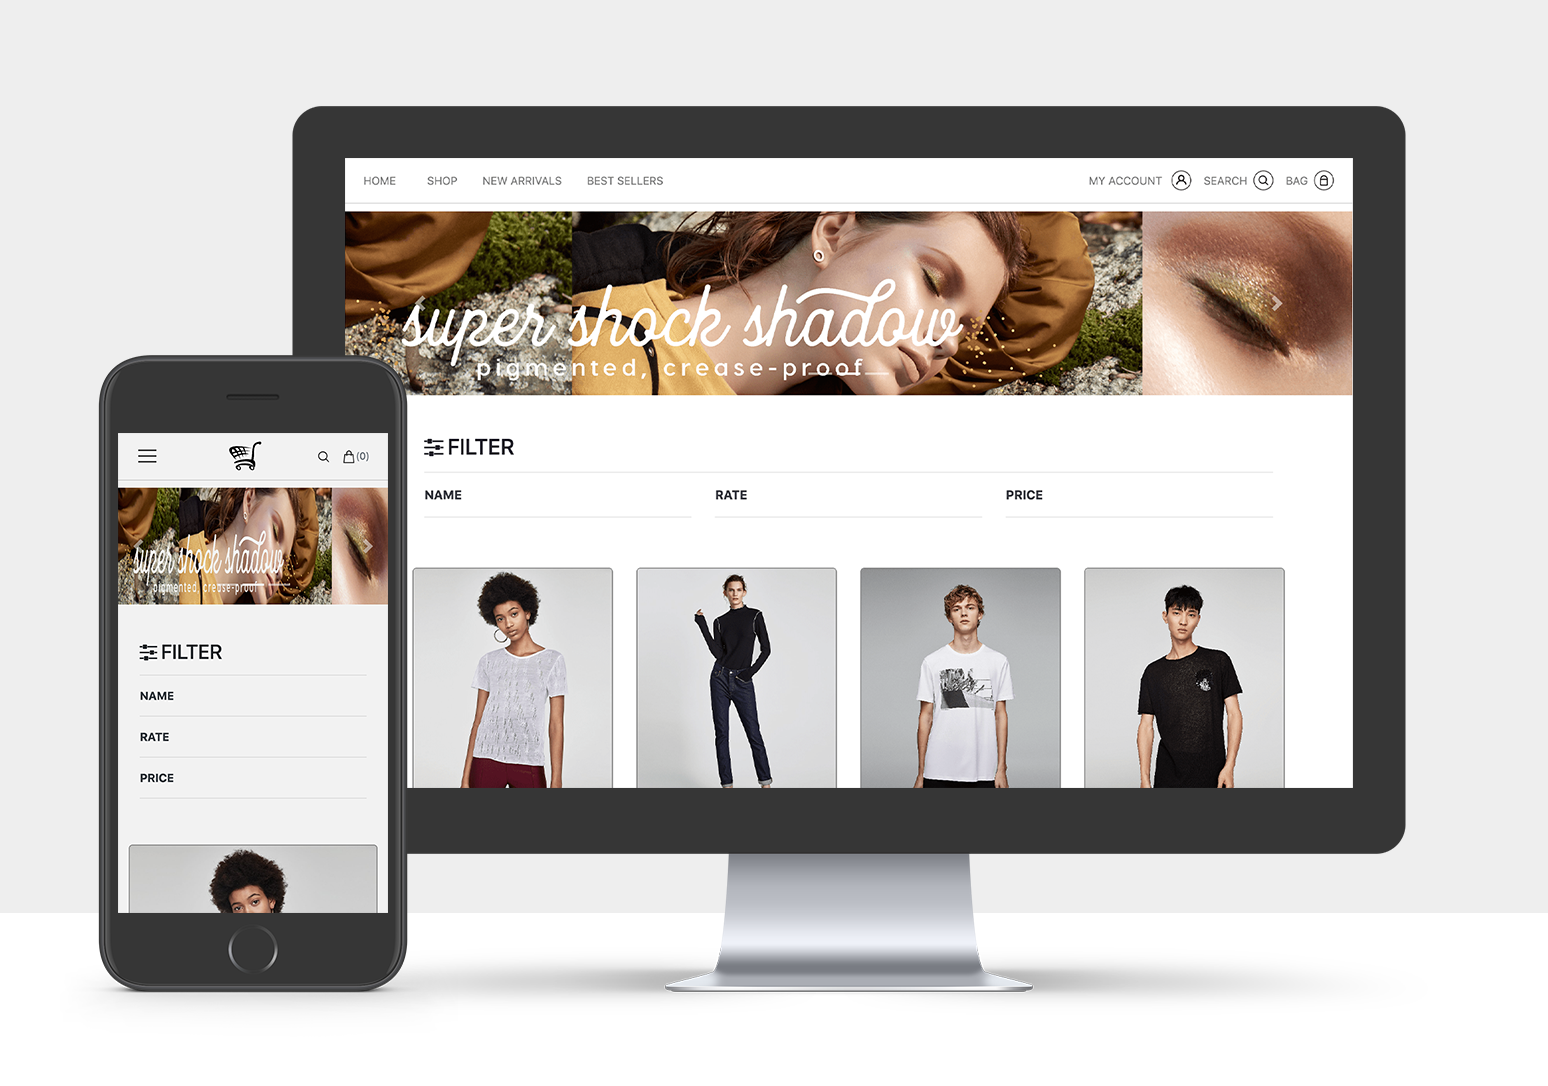 HOME SHOP NEW ARRIVALS BEST SELLERS MY ACCOUNT SEARCH BAG
super shock shadow
pigmented, crease-proof
FILTER
NAME RATE PRICE
(0)
super shock shadow
pigmented, crease-proof
FILTER
NAME
RATE
PRICE